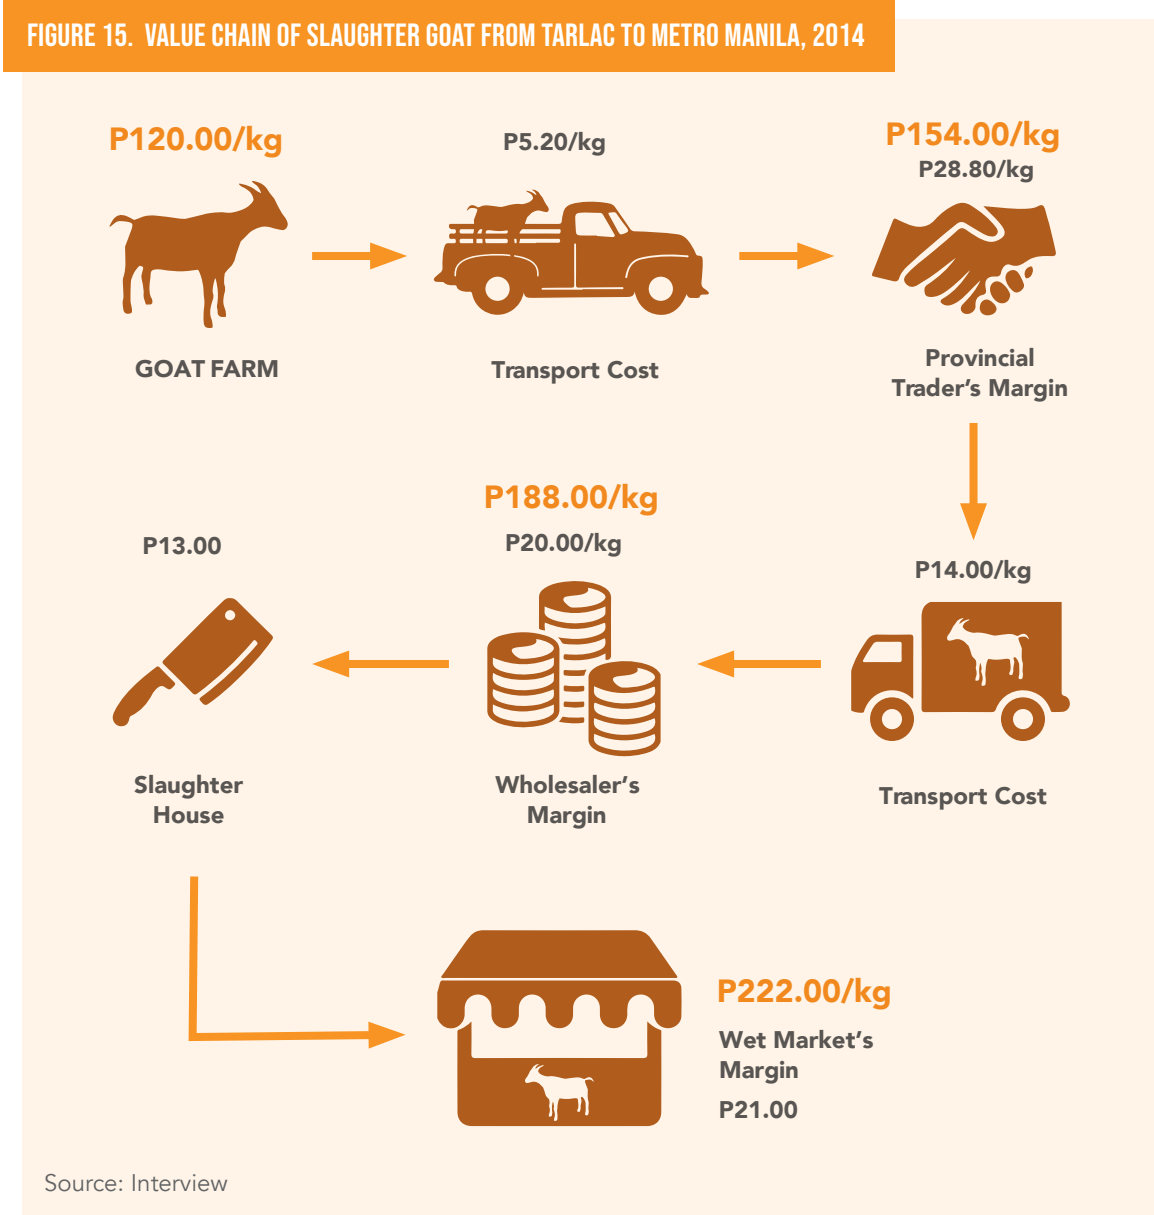 FIGURE 15. VALUE CHAIN OF SLAUGHTER GOAT FROM TARLAC TO METRO MANILA, 2014
P120.00/kg
GOAT FARM
P5.20/kg
Transport Cost
P154.00/kg
P28.80/kg
Provincial
Trader's Margin
P14.00/kg
Transport Cost
P188.00/kg
P20.00/kg
Wholesaler's
Margin
P13.00
Slaughter
House
P222.00/kg
Wet Market's
Margin
P21.00
Source: Interview